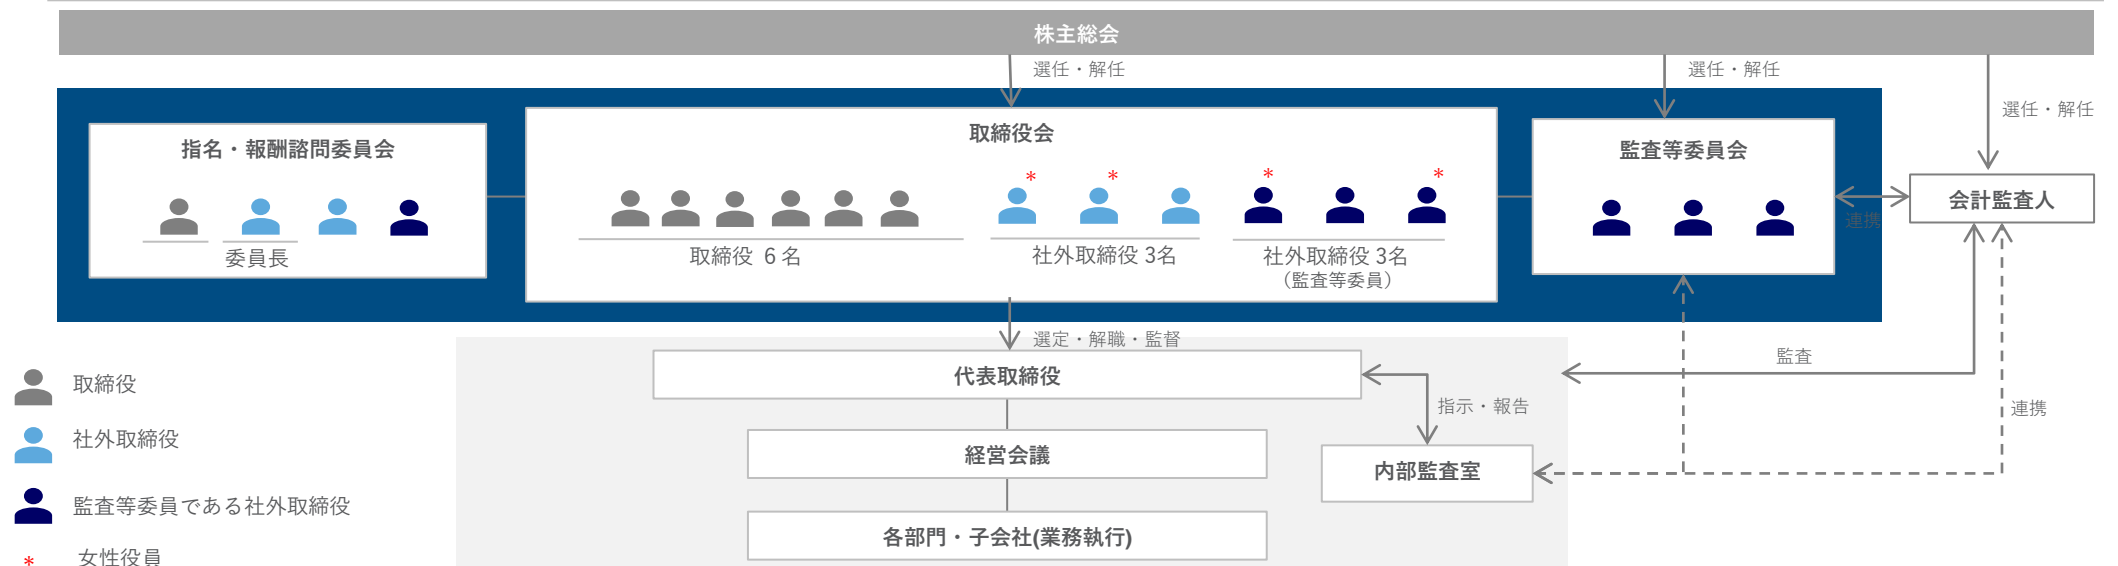 株主総会
選任・解任
選任・解任
選任・解任
指名・報酬諮問委員会
委員長
取締役会
*
*
*
*
取締役 6名
社外取締役 3名
社外取締役 3名
（監査等委員）
監査等委員会
連携
会計監査人
選定・解職・監督
代表取締役
監査
指示・報告
連携
経営会議
内部監査室
各部門・子会社(業務執行)
取締役
社外取締役
監査等委員である社外取締役
* 女性役員